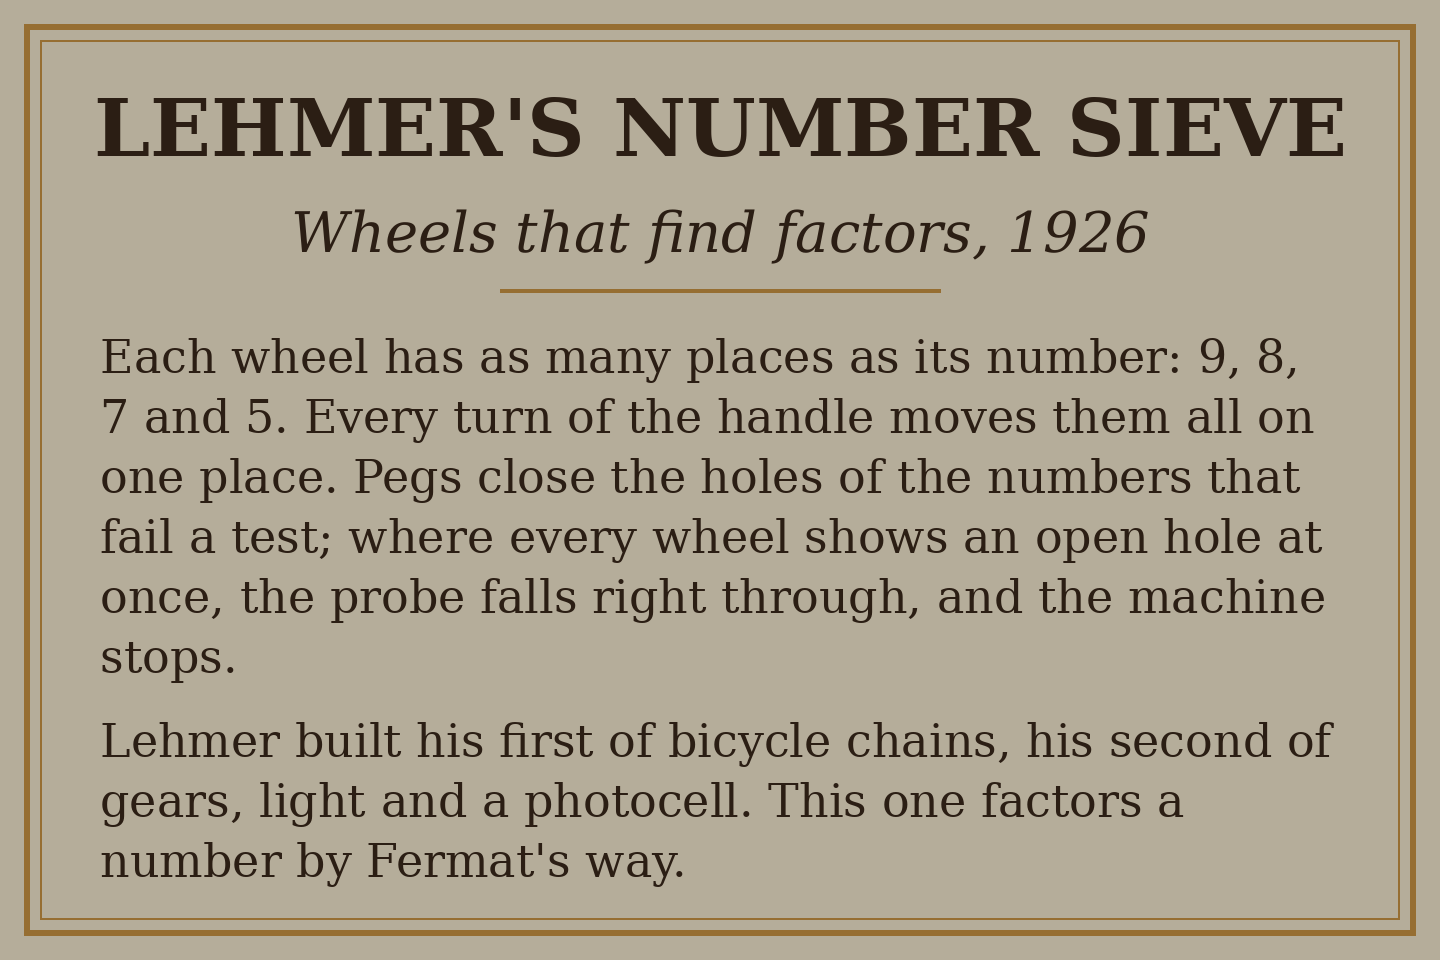 LEHMER'S NUMBER SIEVE
Wheels that find factors, 1926
Each wheel has as many places as its number: 9, 8,
7 and 5. Every turn of the handle moves them all on
one place. Pegs close the holes of the numbers that
fail a test; where every wheel shows an open hole at
once, the probe falls right through, and the machine
stops.
Lehmer built his first of bicycle chains, his second of
gears, light and a photocell. This one factors a
number by Fermat's way.